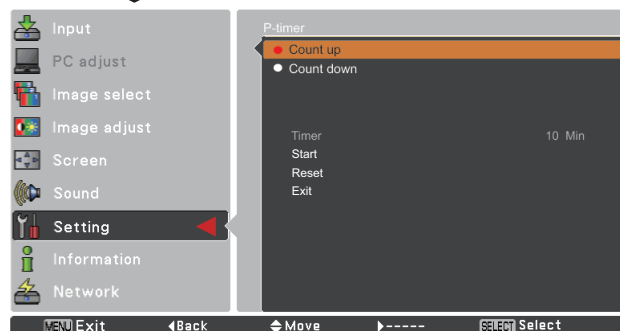 Input
PC adjust
Image select
Image adjust
Screen
Sound
Setting
Information
Network
P-timer
Count up
Count down
Timer 10 Min
Start
Reset
Exit
MENU Exit Back Move ----- SELECT Select